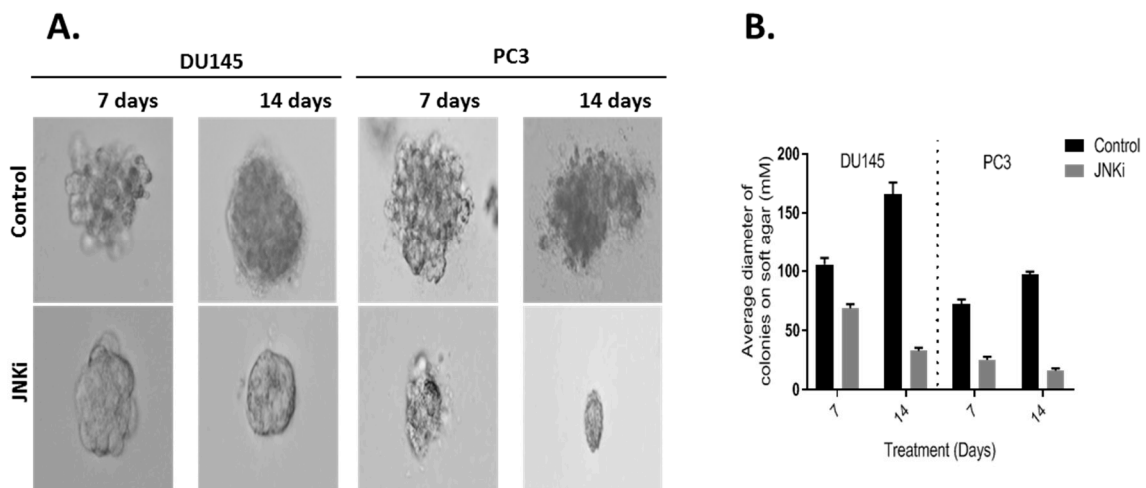 A.
DU145
PC3
7 days
14 days
7 days
14 days
Control
JNKi
B.
Control
JNKi
DU145
PC3
200
150
100
50
0
Average diameter of
colonies on soft agar (mM)
7
14
7
14
Treatment (Days)